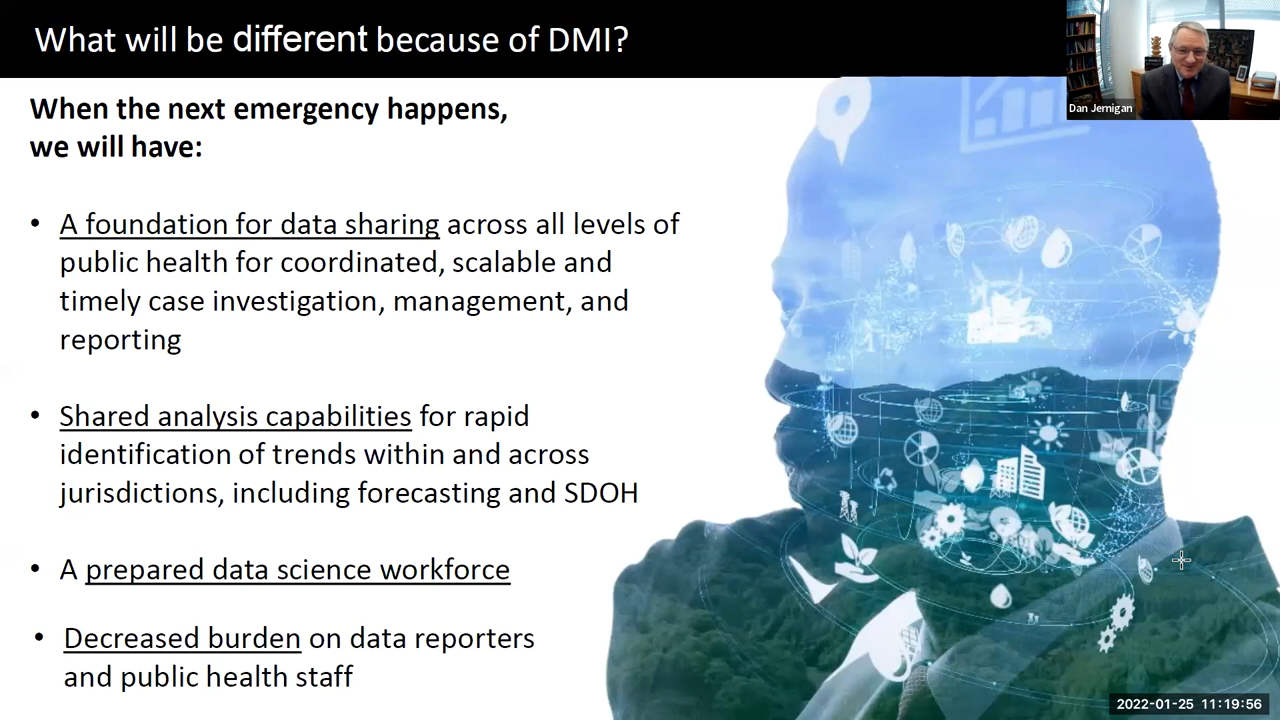 What will be different because of DMI?
Dan Jernigan
When the next emergency happens,
we will have:
• A foundation for data sharing across all levels of
public health for coordinated, scalable and
timely case investigation, management, and
reporting
• Shared analysis capabilities for rapid
identification of trends within and across
jurisdictions, including forecasting and SDOH
• A prepared data science workforce
• Decreased burden on data reporters
and public health staff
2022-01-25 11:19:56